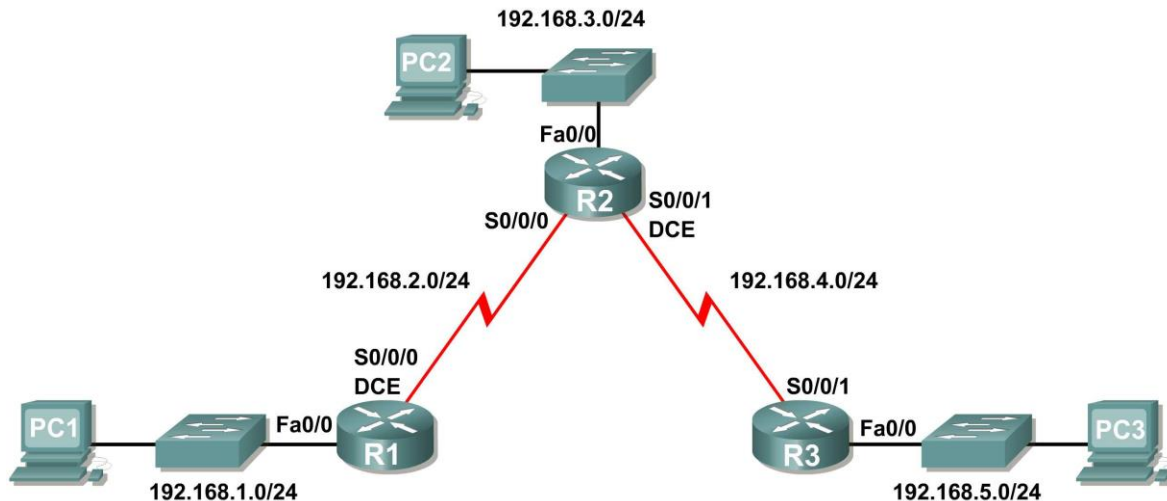 192.168.3.0/24
PC2
Fa0/0
R2
S0/0/0
S0/0/1
DCE
192.168.2.0/24
192.168.4.0/24
S0/0/0
DCE
S0/0/1
PC1
Fa0/0
R1
R3
Fa0/0
PC3
192.168.1.0/24
192.168.5.0/24